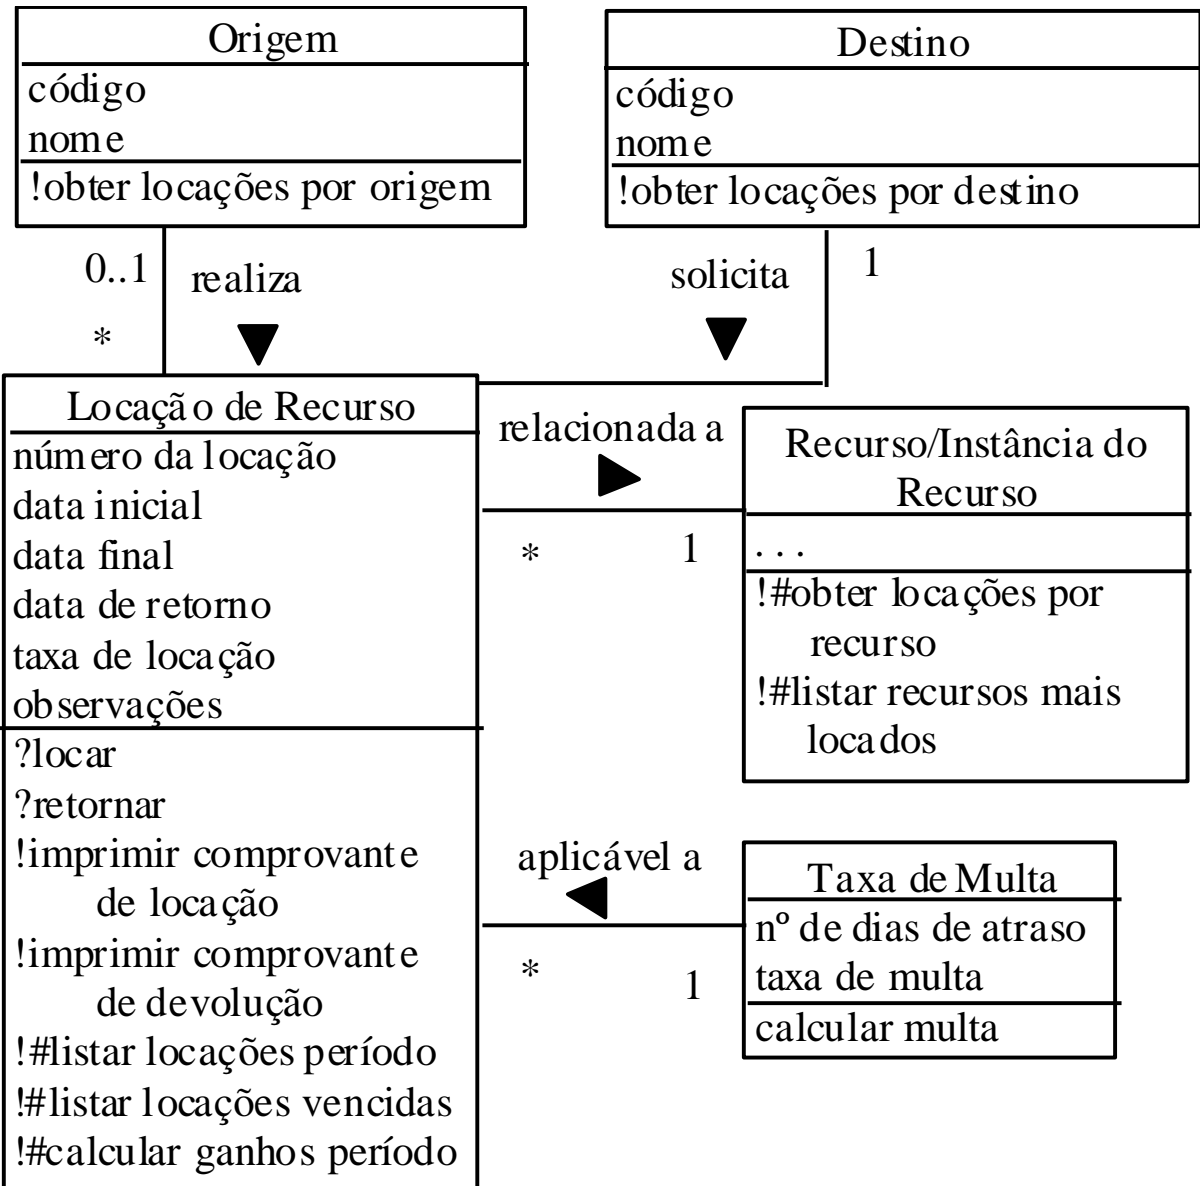 Origem
código
nome
!obter locações por origem
Destino
código
nome
!obter locações por destino
0..1
realiza
*
solicita
1
Locação de Recurso
número da locação
data inicial
data final
data de retorno
taxa de locação
observações
?locar
?retornar
!imprimir comprovante
de locação
!imprimir comprovante
de devolução
!#listar locações período
!#listar locações vencidas
!#calcular ganhos período
relacionada a
*
1
Recurso/Instância do
Recurso
. . .
!#obter locações por
recurso
!#listar recursos mais
locados
aplicável a
*
1
Taxa de Multa
nº de dias de atraso
taxa de multa
calcular multa